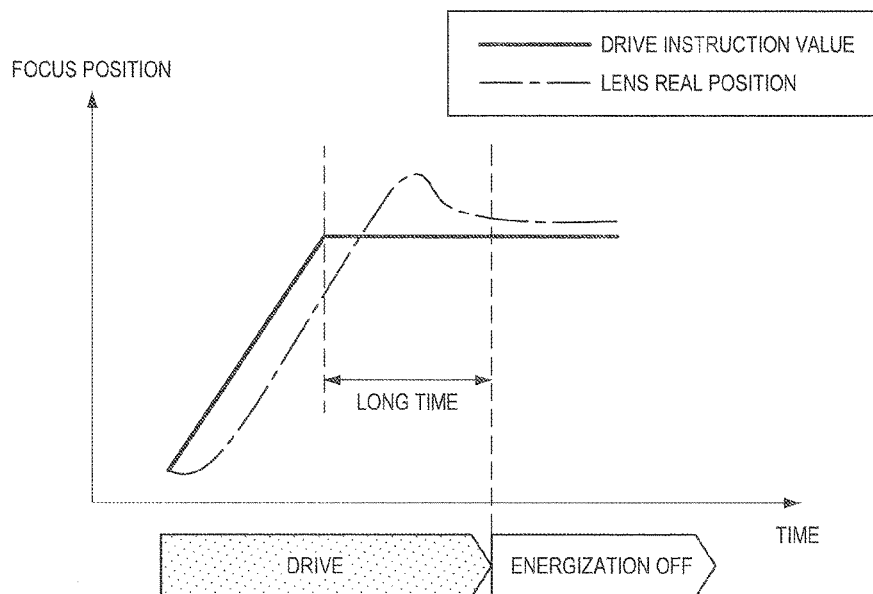 DRIVE INSTRUCTION VALUE
LENS REAL POSITION
FOCUS POSITION
LONG TIME
TIME
DRIVE
ENERGIZATION OFF